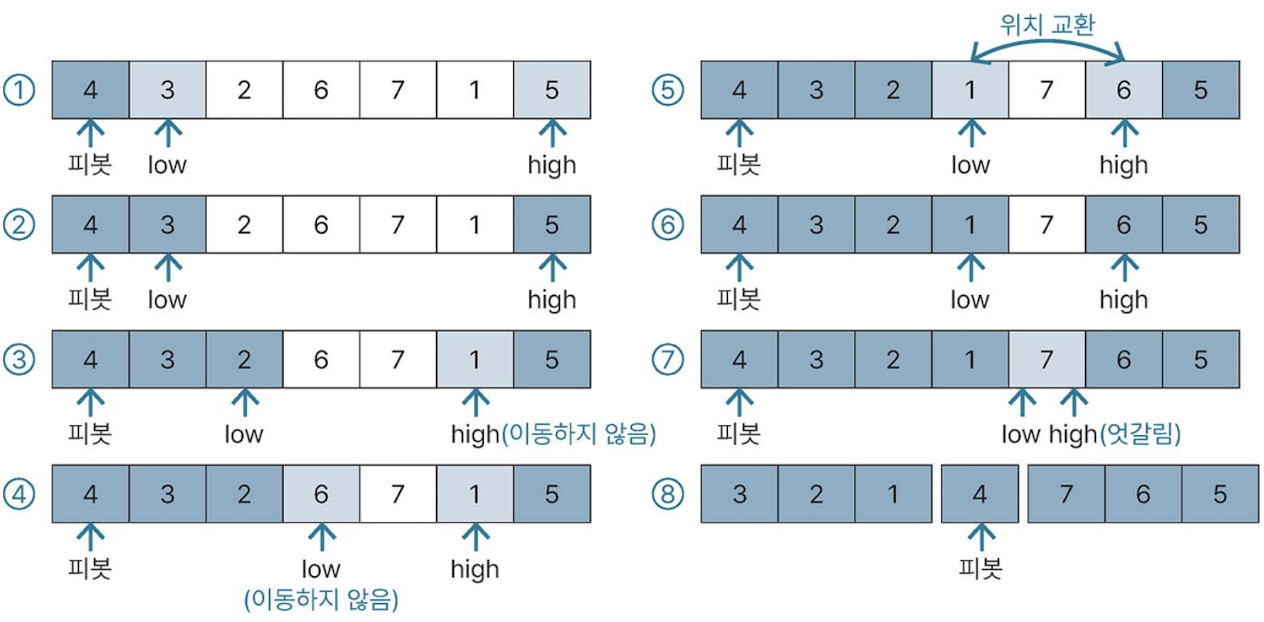 ① 4 3 2 6 7 1 5
피봇 low high
② 4 3 2 6 7 1 5
피봇 low high
③ 4 3 2 6 7 1 5
피봇 low high(이동하지 않음)
④ 4 3 2 6 7 1 5
피봇 low high
(이동하지 않음)
위치 교환
⑤ 4 3 2 1 7 6 5
피봇 low high
⑥ 4 3 2 1 7 6 5
피봇 low high
⑦ 4 3 2 1 7 6 5
피봇 low high(엇갈림)
⑧ 3 2 1 4 7 6 5
피봇